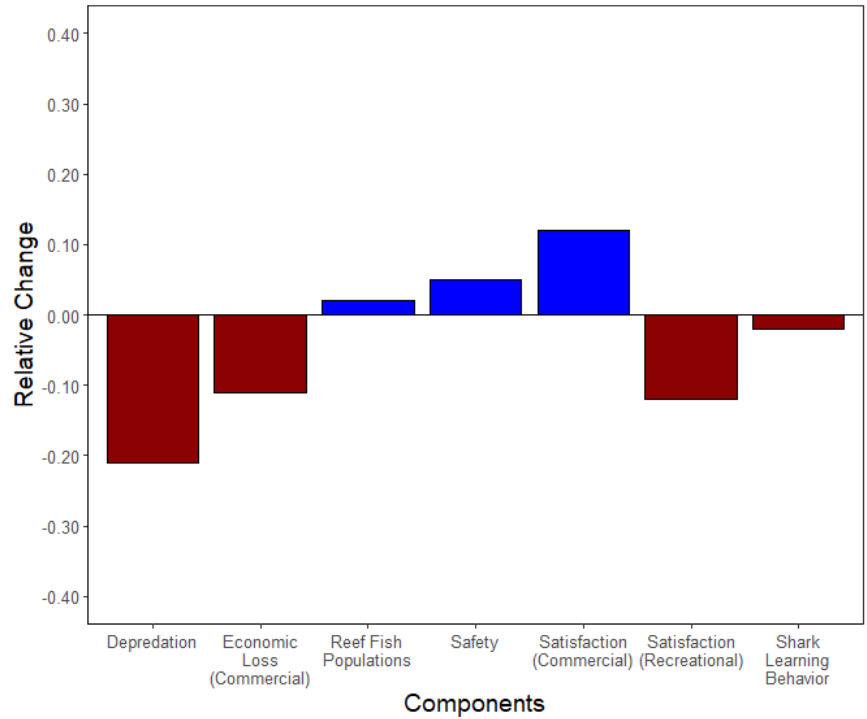 0.40
0.30
0.20
0.10
0.00
-0.10
-0.20
-0.30
-0.40
Relative Change
Depredation
Economic
Loss
(Commercial)
Reef Fish
Populations
Safety
Satisfaction
(Commercial)
Satisfaction
(Recreational)
Shark
Learning
Behavior
Components